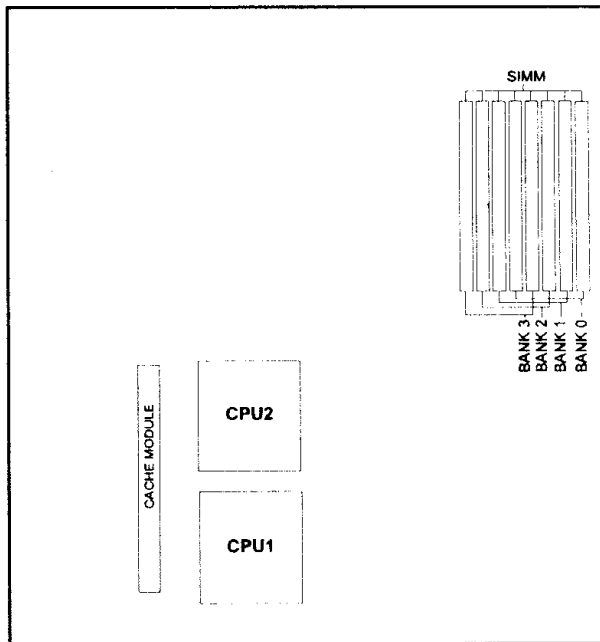 SIMM
BANK 3
BANK 2
BANK 1
BANK 0
CACHE MODULE
CPU2
CPU1